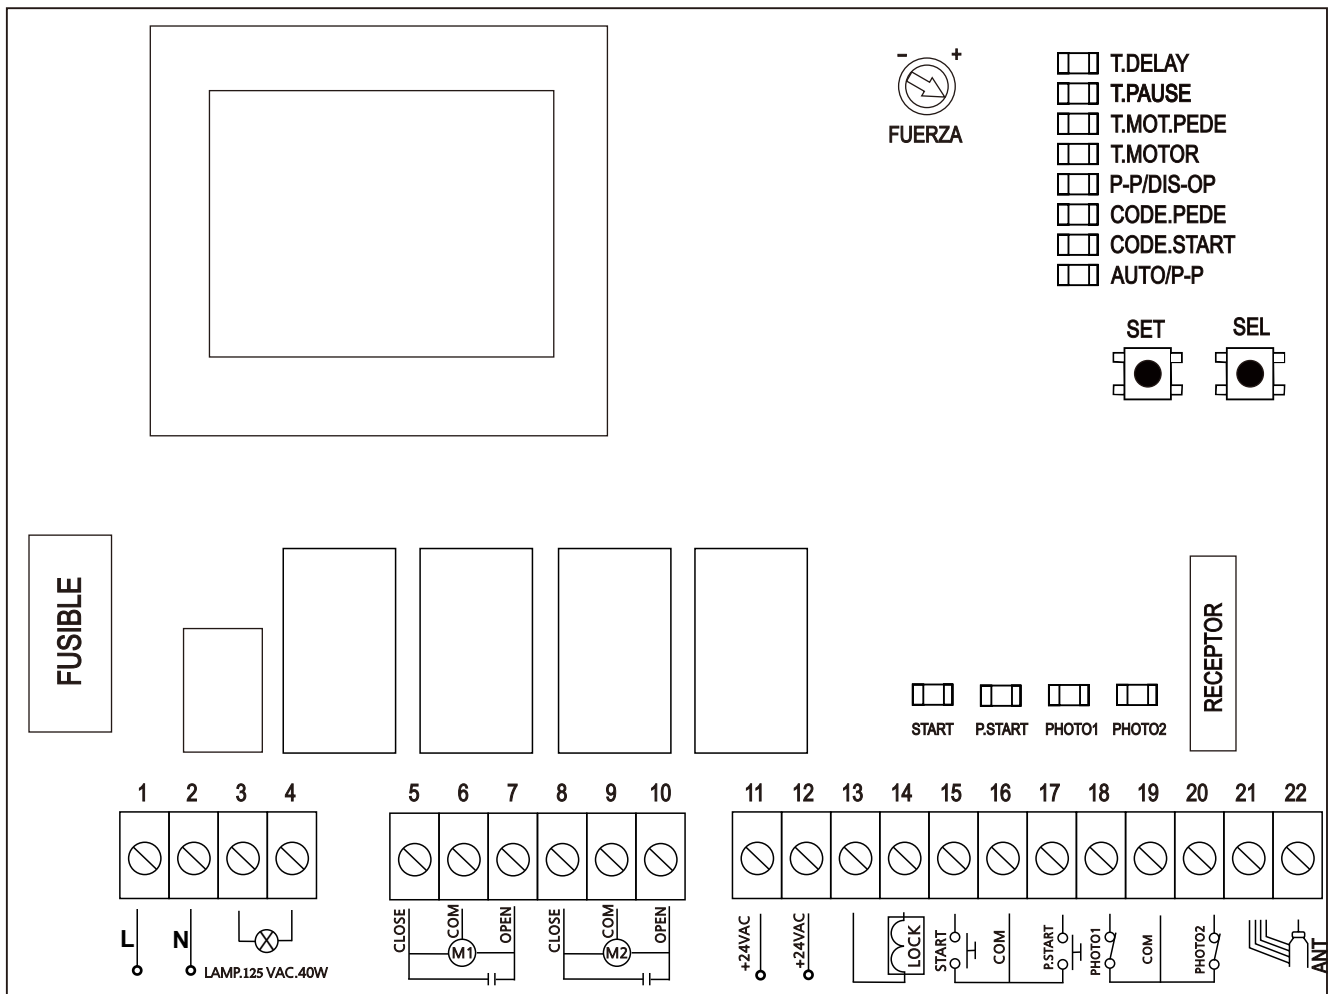 - +
FUERZA
T.DELAY
T.PAUSE
T.MOT.PEDE
T.MOTOR
P-P/DIS-OP
CODE.PEDE
CODE.START
AUTO/P-P
SET SEL
FUSIBLE
RECEPTOR
START P.START PHOTO1 PHOTO2
1 2 3 4 5 6 7 8 9 10 11 12 13 14 15 16 17 18 19 20 21 22
L N
LAMP.125 VAC.40W
CLOSE COM OPEN
M1
CLOSE COM OPEN
M2
+24VAC +24VAC LOCK START COM P.START PHOTO1 COM PHOTO2 ANT